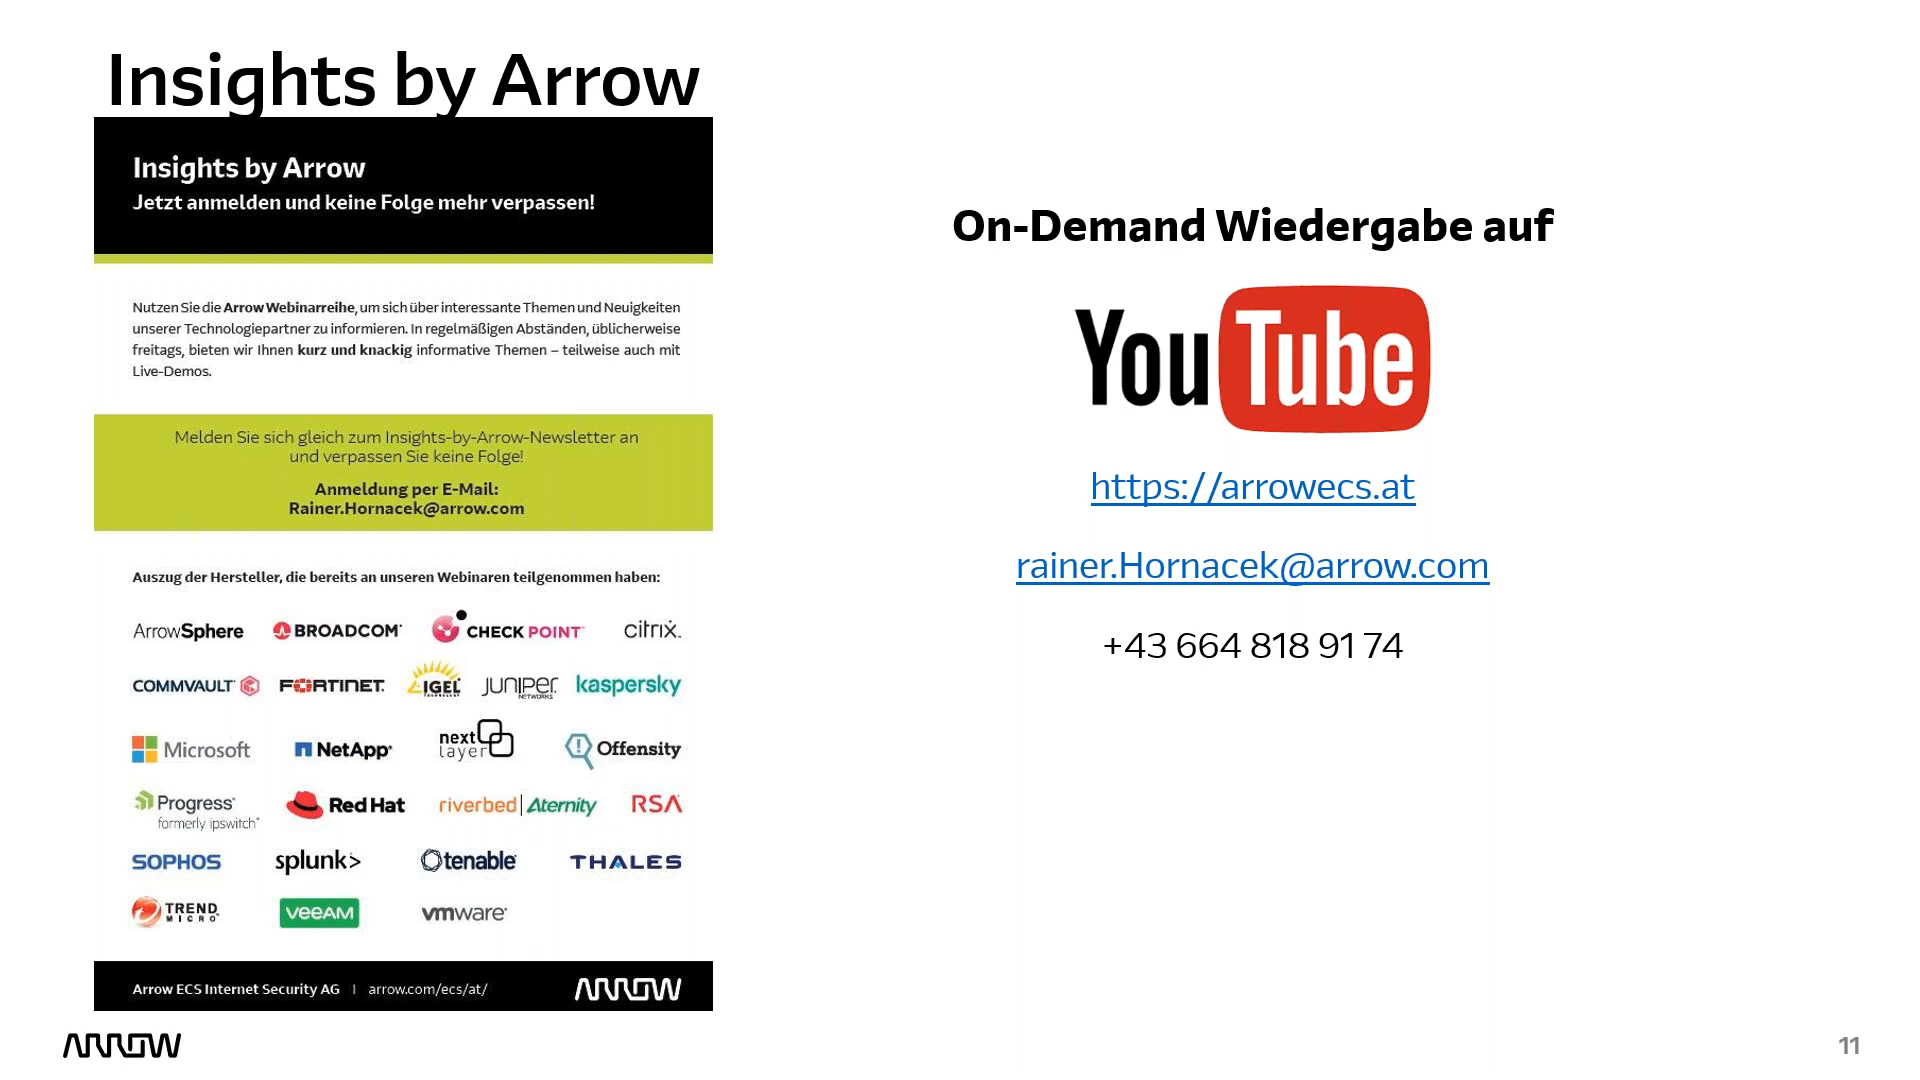 Insights by Arrow
Insights by Arrow
Jetzt anmelden und keine Folge mehr verpassen!
Nutzen Sie die Arrow Webinarreihe, um sich über interessante Themen und Neuigkeiten
unserer Technologiepartner zu informieren. In regelmäßigen Abständen, üblicherweise
freitags, bieten wir Ihnen kurz und knackig informative Themen – teilweise auch mit
Live-Demos.
Melden Sie sich gleich zum Insights-by-Arrow-Newsletter an
und verpassen Sie keine Folge!
Anmeldung per E-Mail:
Rainer.Hornacek@arrow.com
Auszug der Hersteller, die bereits an unseren Webinaren teilgenommen haben:
ArrowSphere BROADCOM CHECK POINT citrix
COMMVAULT FORTINET IGEL TECHNOLOGY JUNIPER NETWORKS kaspersky
Microsoft NetApp next layer Offensity
Progress Red Hat riverbed | Aternity RSA
formerly ipswitch
SOPHOS splunk> tenable THALES
TREND MICRO VEEAM vmware
Arrow ECS Internet Security AG | arrow.com/ecs/at/ ARROW
On-Demand Wiedergabe auf
YouTube
https://arrowecs.at
rainer.Hornacek@arrow.com
+43 664 818 91 74
ARROW
11